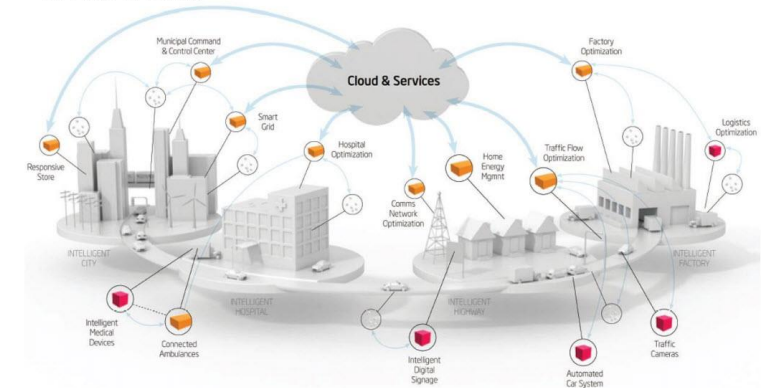 Municipal Command
& Control Center
Cloud & Services
Factory
Optimization
Smart
Grid
Hospital
Optimization
Home
Energy
Mgmnt
Traffic Flow
Optimization
Logistics
Optimization
Responsive
Store
Comms
Network
Optimization
INTELLIGENT
CITY
INTELLIGENT
HOSPITAL
INTELLIGENT
HIGHWAY
INTELLIGENT
FACTORY
Intelligent
Medical
Devices
Connected
Ambulances
Intelligent
Digital
Signage
Automated
Car System
Traffic
Cameras